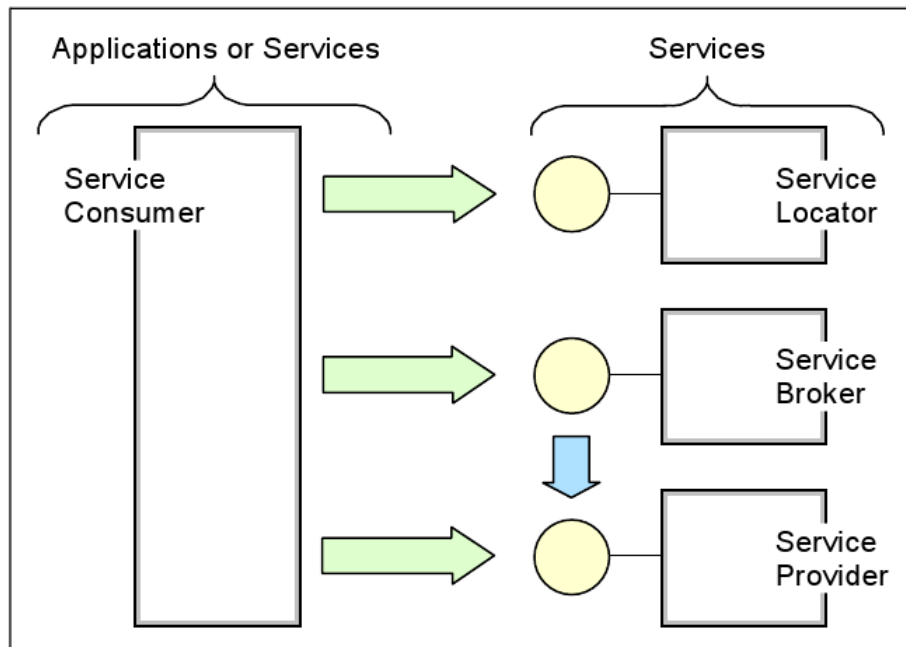 Applications or Services
Services
Service
Consumer
Service
Locator
Service
Broker
Service
Provider